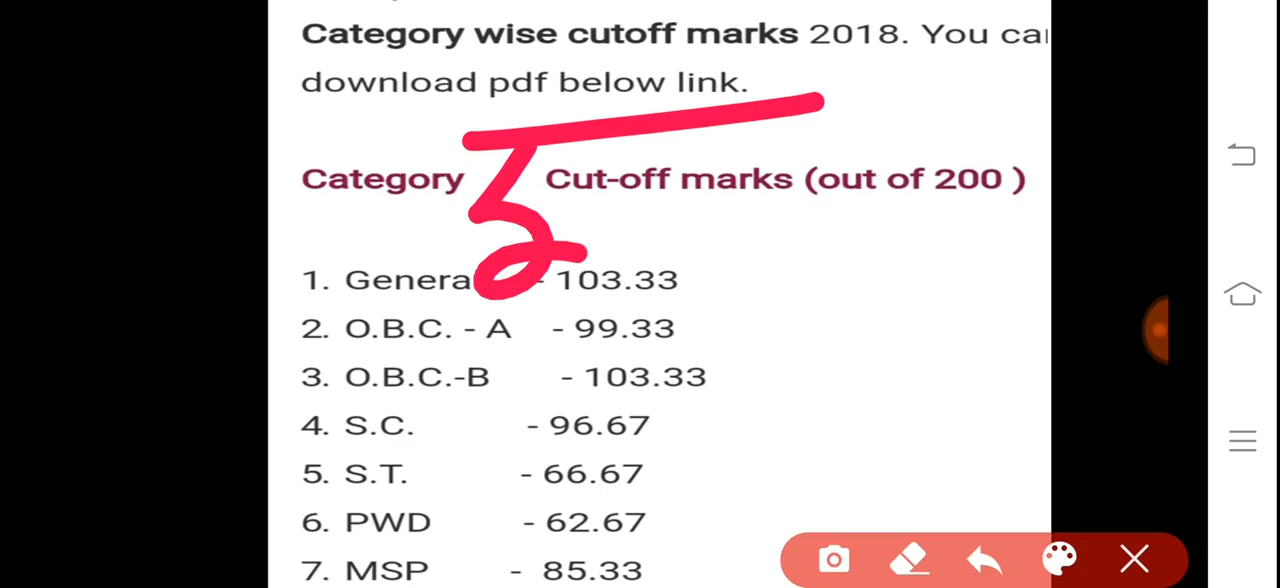 Category wise cutoff marks 2018. You can
download pdf below link.
Category Cut-off marks (out of 200 )
1. General - 103.33
2. O.B.C. - A - 99.33
3. O.B.C.-B - 103.33
4. S.C. - 96.67
5. S.T. - 66.67
6. PWD - 62.67
7. MSP - 85.33